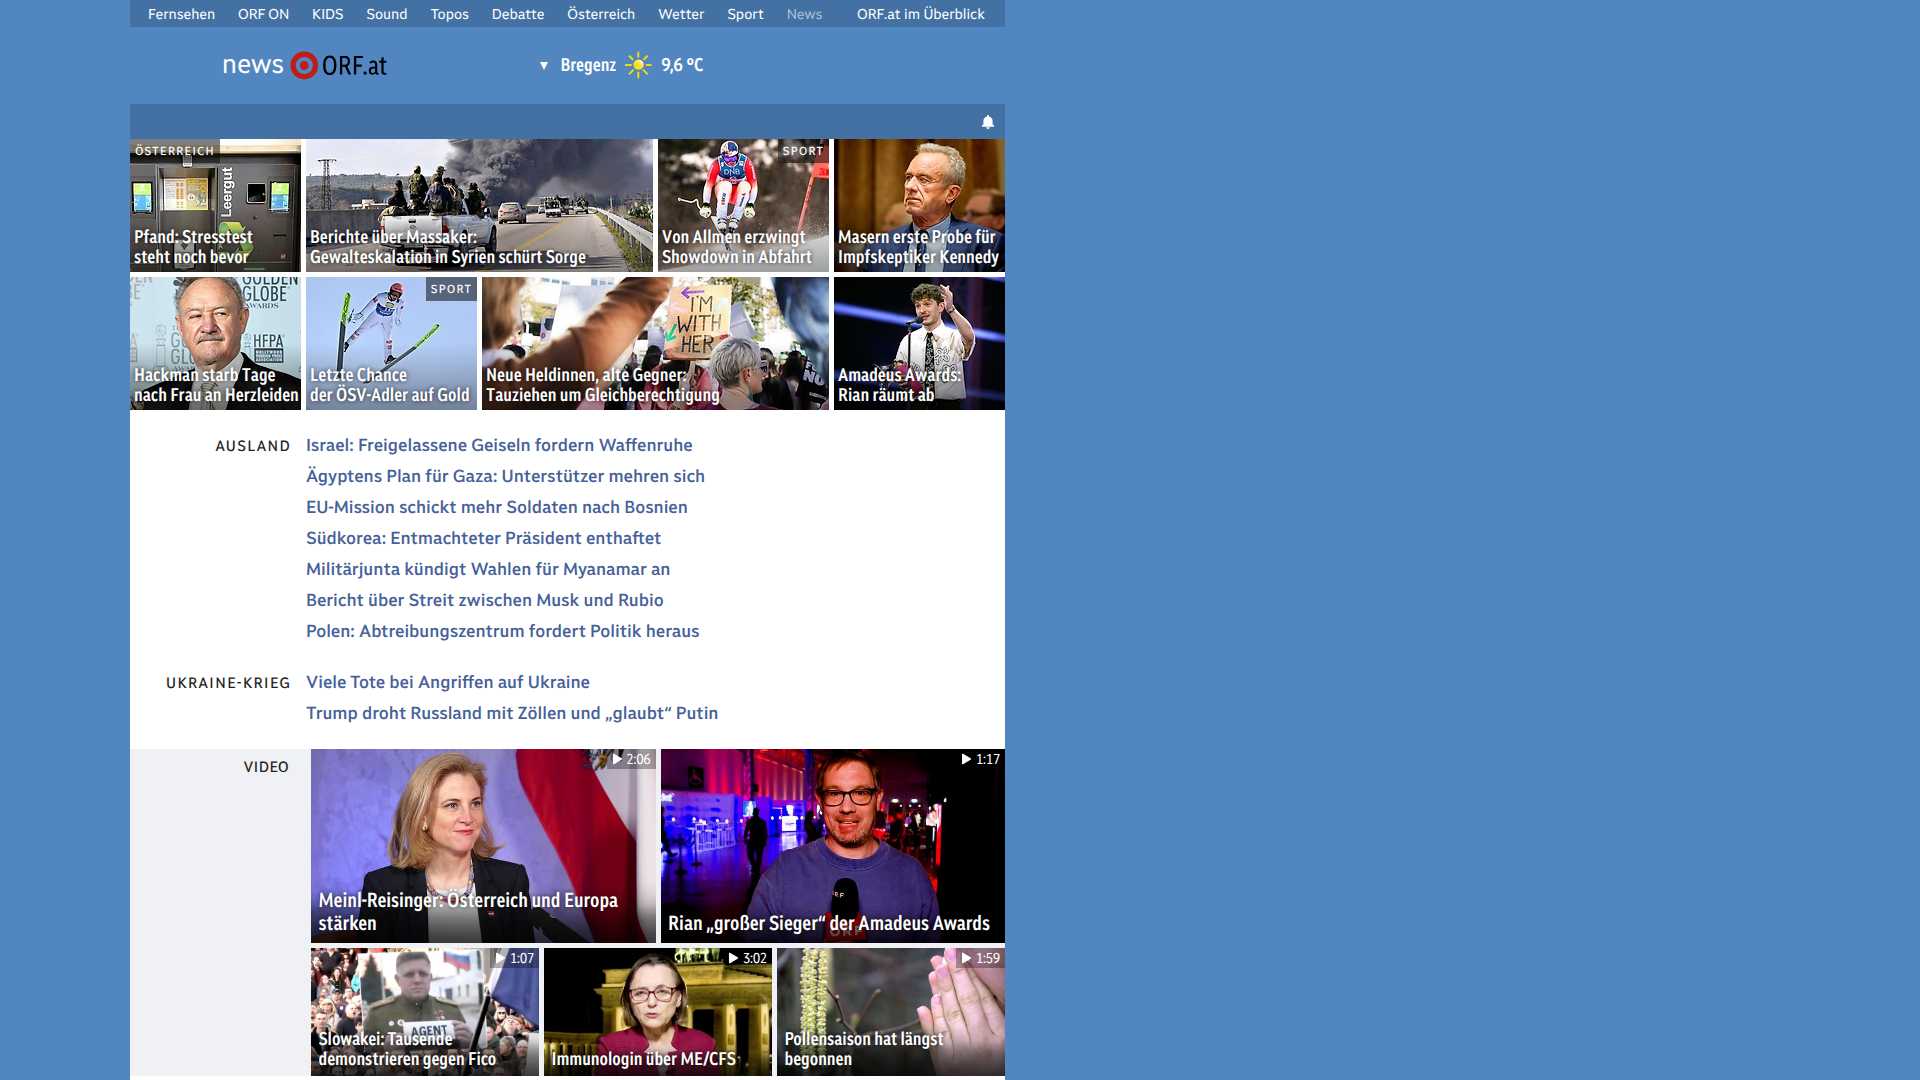 Fernsehen ORF ON KIDS Sound Topos Debatte Österreich Wetter Sport News ORF.at im Überblick
news ORF.at
▼ Bregenz 9,6 °C
ÖSTERREICH
Leergut
Pfand: Stresstest
steht noch bevor
Berichte über Massaker:
Gewalteskalation in Syrien schürt Sorge
SPORT
DNB
Von Allmen erzwingt
Showdown in Abfahrt
Masern erste Probe für
Impfskeptiker Kennedy
GOLDEN
GLOBE
AWARDS
HFPA
Hackman starb Tage
nach Frau an Herzleiden
SPORT
Letzte Chance
der ÖSV-Adler auf Gold
I'M
WITH
HER
Neue Heldinnen, alte Gegner:
Tauziehen um Gleichberechtigung
Amadeus Awards:
Rian räumt ab
AUSLAND
Israel: Freigelassene Geiseln fordern Waffenruhe
Ägyptens Plan für Gaza: Unterstützer mehren sich
EU-Mission schickt mehr Soldaten nach Bosnien
Südkorea: Entmachteter Präsident enthaftet
Militärjunta kündigt Wahlen für Myanamar an
Bericht über Streit zwischen Musk und Rubio
Polen: Abtreibungszentrum fordert Politik heraus
UKRAINE-KRIEG
Viele Tote bei Angriffen auf Ukraine
Trump droht Russland mit Zöllen und „glaubt“ Putin
VIDEO
2:06
Meinl-Reisinger: Österreich und Europa
stärken
1:17
ORF
Rian „großer Sieger“ der Amadeus Awards
1:07
AGENT
Slowakei: Tausende
demonstrieren gegen Fico
3:02
Immunologin über ME/CFS
1:59
Pollensaison hat längst
begonnen